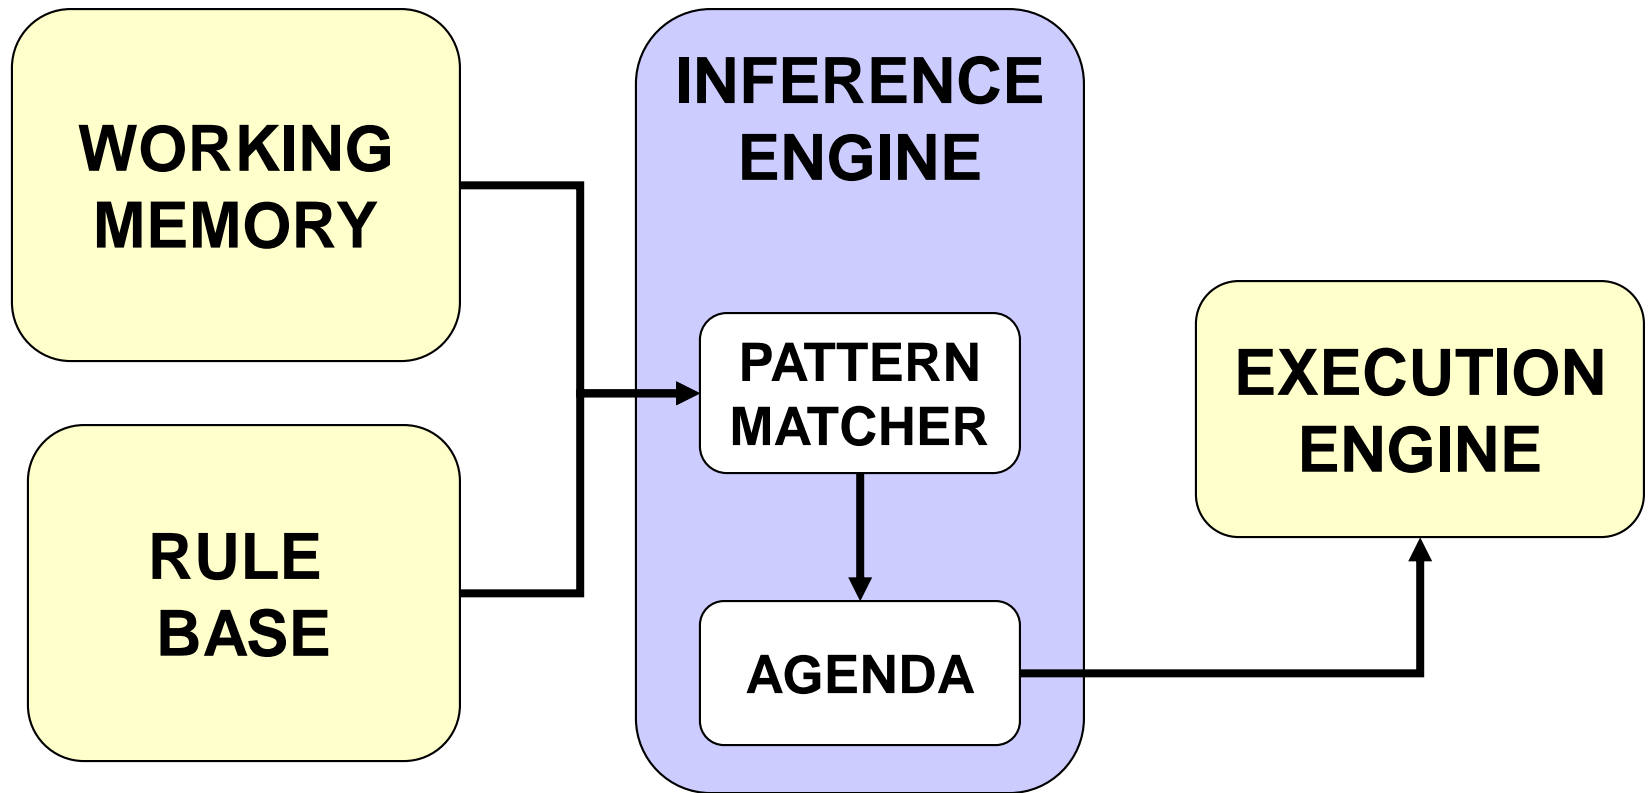 WORKING
MEMORY
RULE
BASE
INFERENCE
ENGINE
PATTERN
MATCHER
AGENDA
EXECUTION
ENGINE